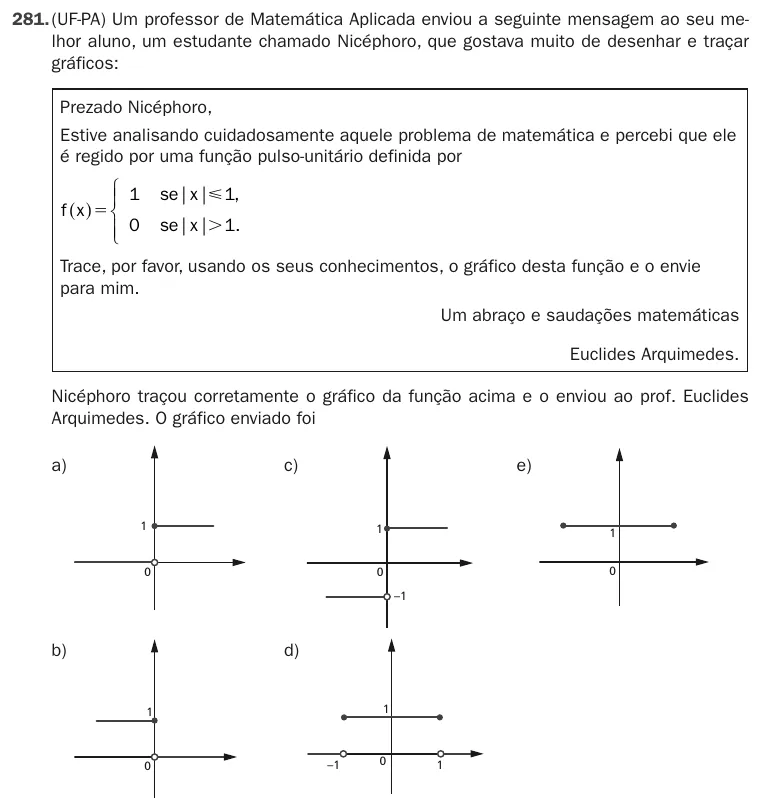 281. (UF-PA) Um professor de Matemática Aplicada enviou a seguinte mensagem ao seu me-
lhor aluno, um estudante chamado Nicéphoro, que gostava muito de desenhar e traçar
gráficos:
Prezado Nicéphoro,
Estive analisando cuidadosamente aquele problema de matemática e percebi que ele
é regido por uma função pulso-unitário definida por
f(x)= { 1 se|x|⩽1,
0 se|x|>1.
Trace, por favor, usando os seus conhecimentos, o gráfico desta função e o envie
para mim.
Um abraço e saudações matemáticas
Euclides Arquimedes.
Nicéphoro traçou corretamente o gráfico da função acima e o enviou ao prof. Euclides
Arquimedes. O gráfico enviado foi
a)
1
0
c)
1
0
–1
e)
1
0
b)
1
0
d)
1
–1 0 1